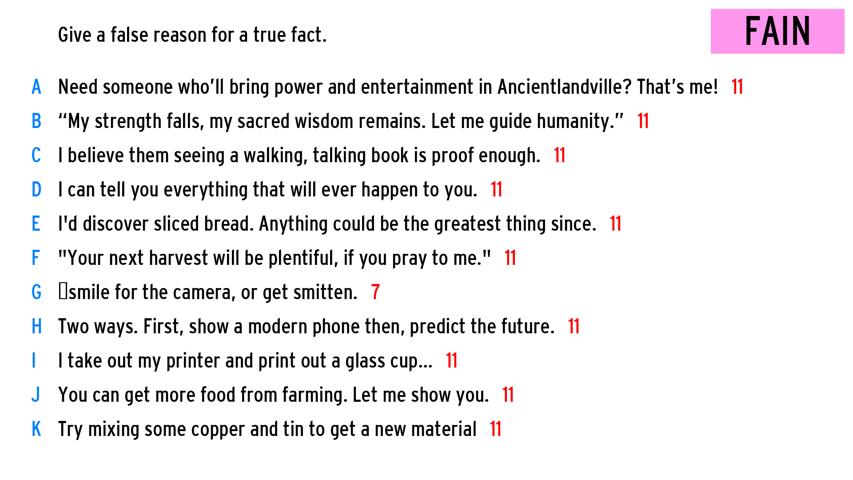 Give a false reason for a true fact.
FAIN
A Need someone who’ll bring power and entertainment in Ancientlandville? That’s me! 11
B “My strength falls, my sacred wisdom remains. Let me guide humanity.” 11
C I believe them seeing a walking, talking book is proof enough. 11
D I can tell you everything that will ever happen to you. 11
E I'd discover sliced bread. Anything could be the greatest thing since. 11
F "Your next harvest will be plentiful, if you pray to me." 11
G smile for the camera, or get smitten. 7
H Two ways. First, show a modern phone then, predict the future. 11
I I take out my printer and print out a glass cup... 11
J You can get more food from farming. Let me show you. 11
K Try mixing some copper and tin to get a new material 11